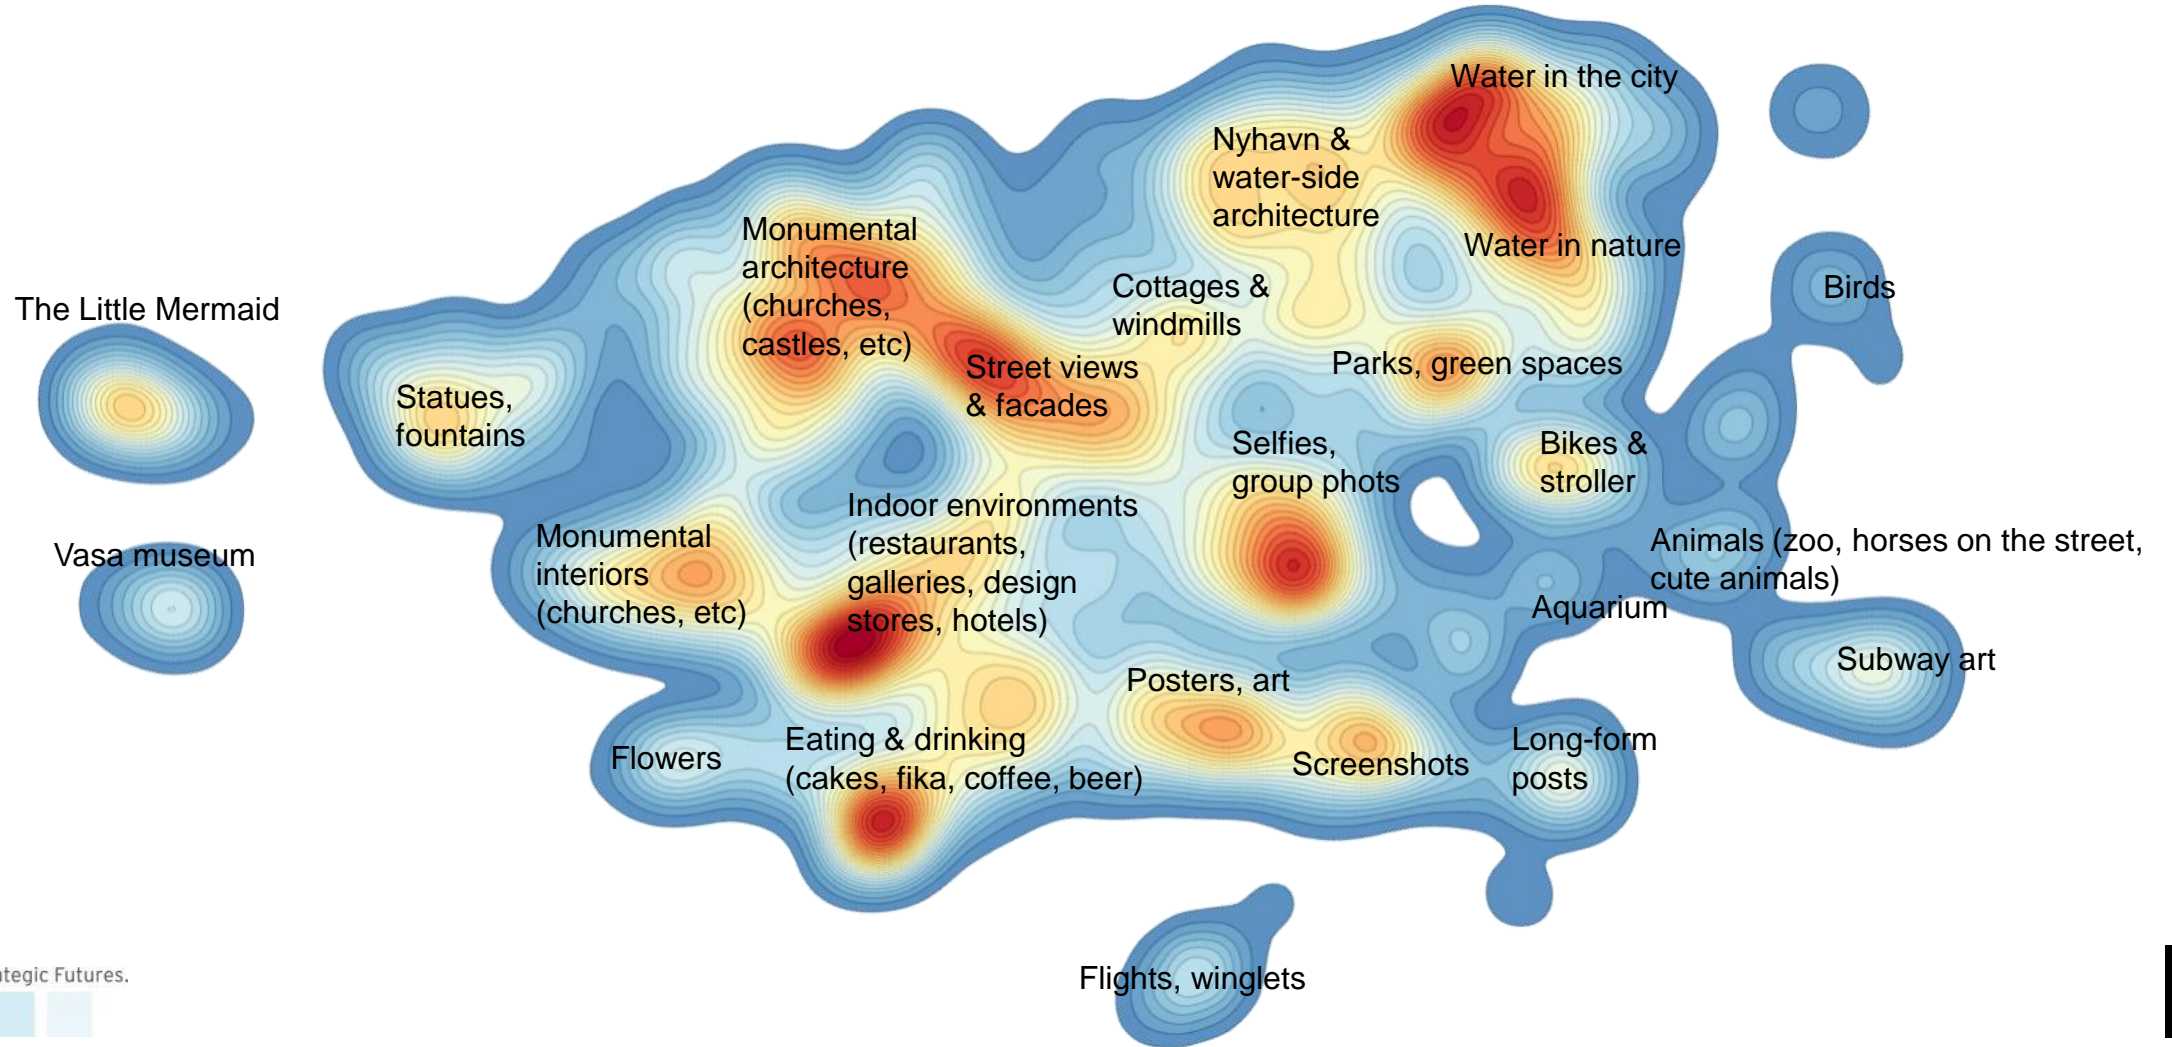 Water in the city
Nyhavn &
water-side
architecture
Monumental
architecture
(churches,
castles, etc)
Water in nature
Cottages &
windmills
Birds
The Little Mermaid
Street views
& facades
Parks, green spaces
Statues,
fountains
Selfies,
group phots
Bikes &
stroller
Indoor environments
(restaurants,
galleries, design
stores, hotels)
Monumental
interiors
(churches, etc)
Vasa museum
Animals (zoo, horses on the street,
cute animals)
Aquarium
Subway art
Posters, art
Flowers
Eating & drinking
(cakes, fika, coffee, beer)
Screenshots
Long-form
posts
Flights, winglets
Futures.